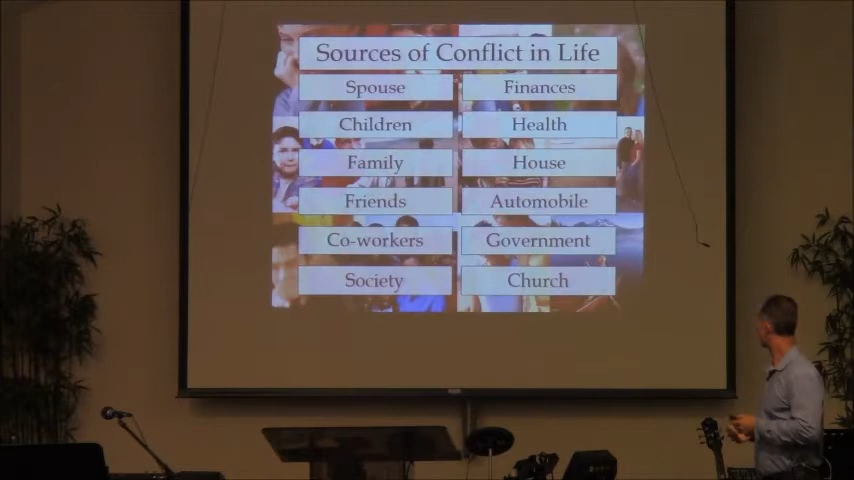 Sources of Conflict in Life
Spouse
Finances
Children
Health
Family
House
Friends
Automobile
Co-workers
Government
Society
Church